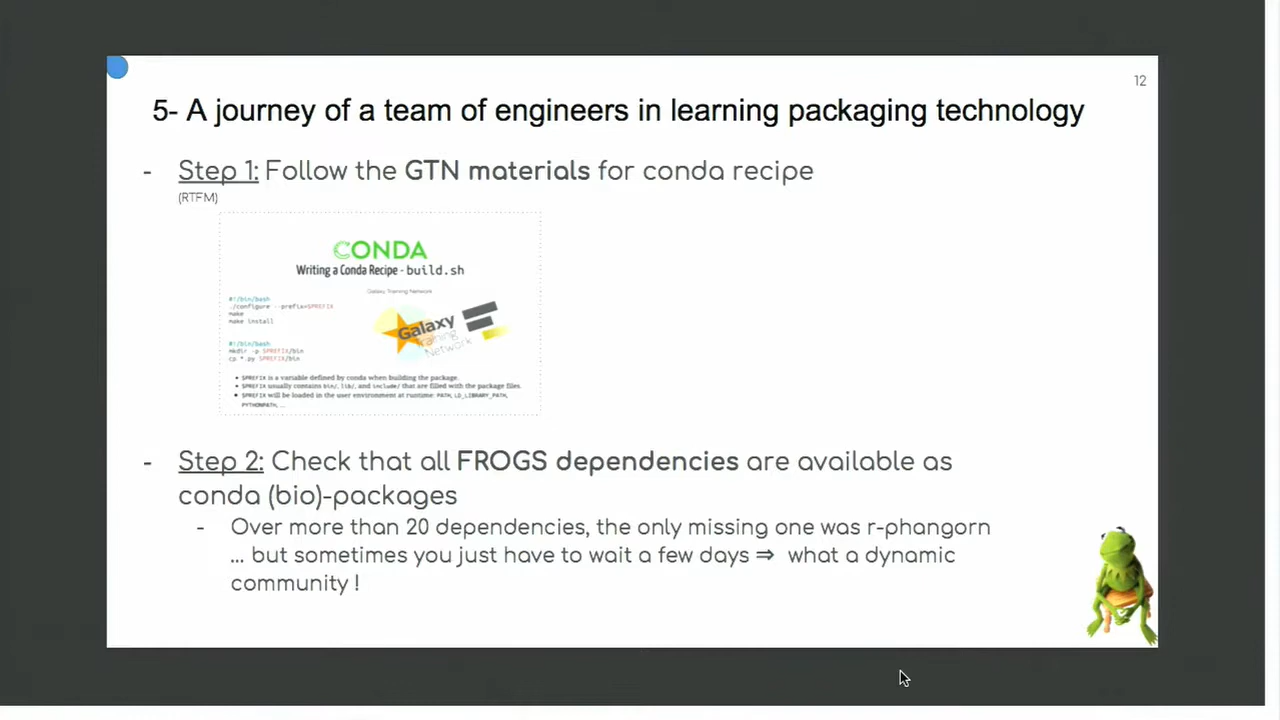 12
5- A journey of a team of engineers in learning packaging technology
- Step 1: Follow the GTN materials for conda recipe
(RTFM)
CONDA
Writing a Conda Recipe - build.sh
Galaxy Training Network
#!/bin/bash
./configure --prefix=$PREFIX
make
make install
#!/bin/bash
mkdir -p $PREFIX/bin
cp *.py $PREFIX/bin
Galaxy
Training
Network
• $PREFIX is a variable defined by conda when building the package.
• $PREFIX usually contains bin/, lib/, and include/ that are filled with the package files.
• $PREFIX will be loaded in the user environment at runtime: PATH, LD_LIBRARY_PATH,
PYTHONPATH, ...
- Step 2: Check that all FROGS dependencies are available as
conda (bio)-packages
- Over more than 20 dependencies, the only missing one was r-phangorn
... but sometimes you just have to wait a few days ⇒ what a dynamic
community !